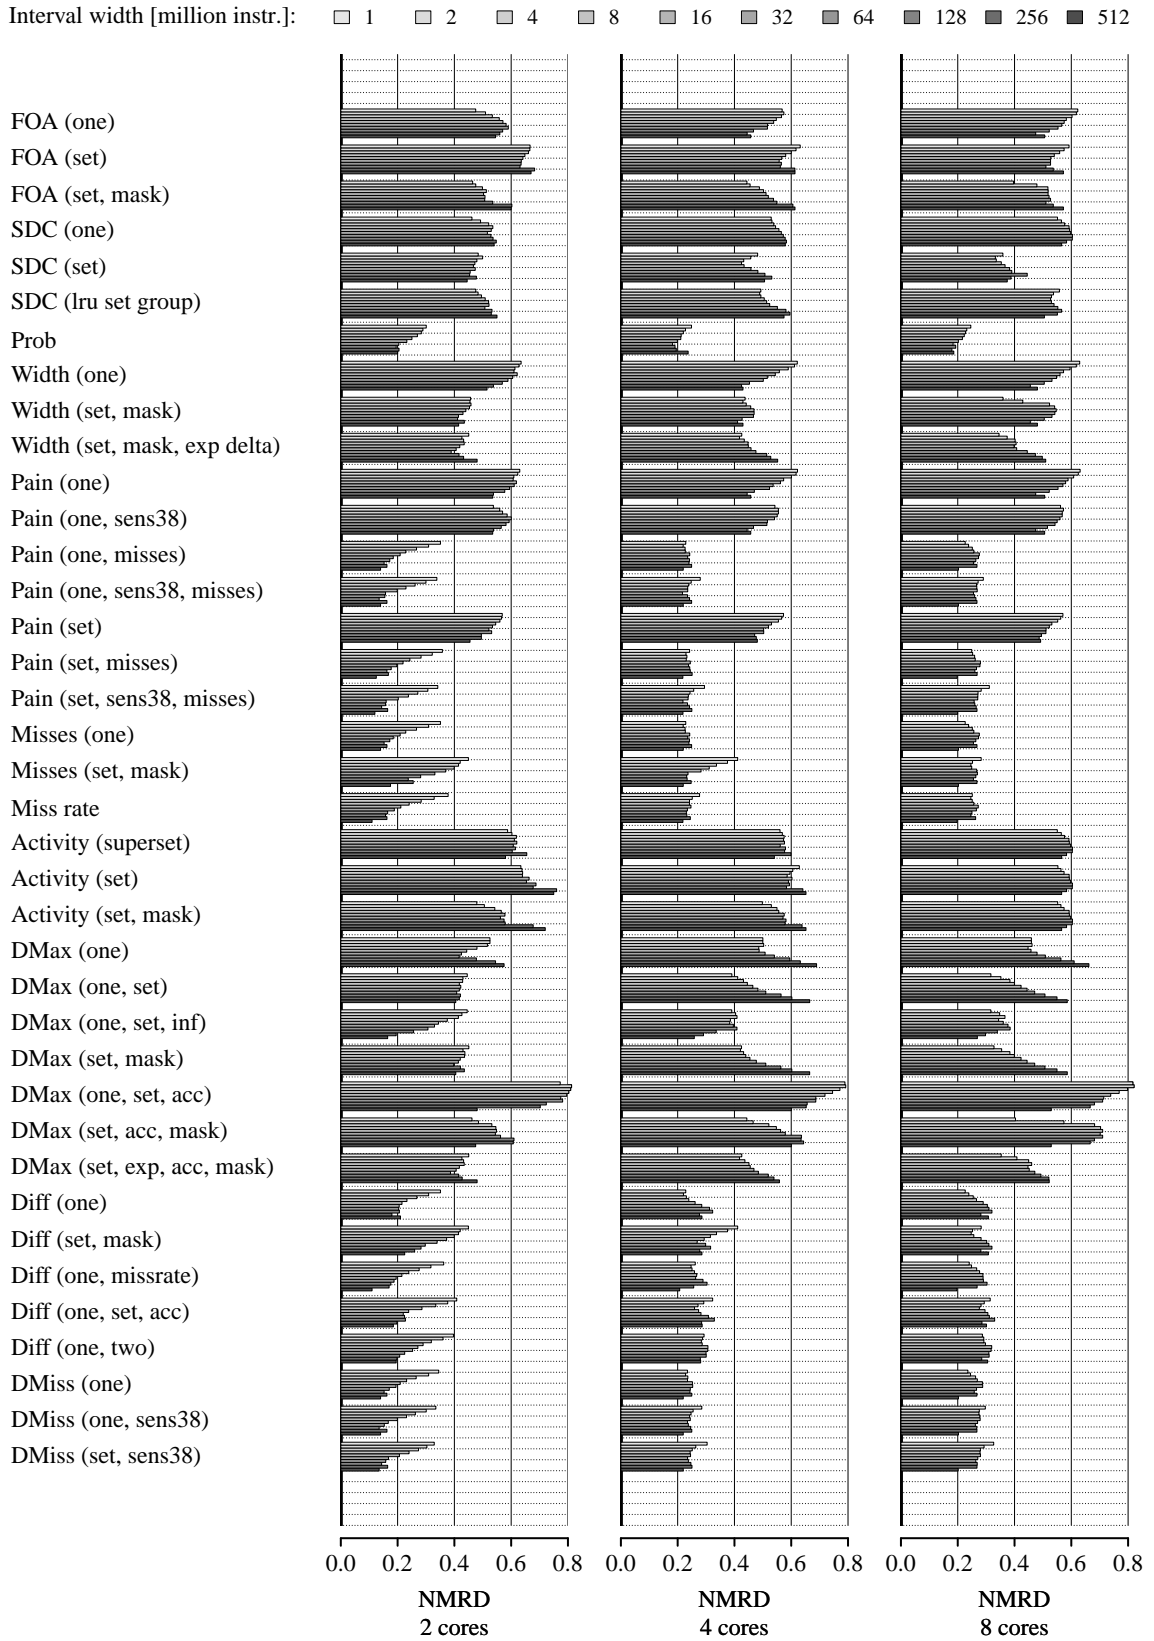 Interval width [million instr.]: 1 2 4 8 16 32 64 128 256 512
FOA (one)
FOA (set)
FOA (set, mask)
SDC (one)
SDC (set)
SDC (lru set group)
Prob
Width (one)
Width (set, mask)
Width (set, mask, exp delta)
Pain (one)
Pain (one, sens38)
Pain (one, misses)
Pain (one, sens38, misses)
Pain (set)
Pain (set, misses)
Pain (set, sens38, misses)
Misses (one)
Misses (set, mask)
Miss rate
Activity (superset)
Activity (set)
Activity (set, mask)
DMax (one)
DMax (one, set)
DMax (one, set, inf)
DMax (set, mask)
DMax (one, set, acc)
DMax (set, acc, mask)
DMax (set, exp, acc, mask)
Diff (one)
Diff (set, mask)
Diff (one, missrate)
Diff (one, set, acc)
Diff (one, two)
DMiss (one)
DMiss (one, sens38)
DMiss (set, sens38)
0.0 0.2 0.4 0.6 0.8 0.0 0.2 0.4 0.6 0.8 0.0 0.2 0.4 0.6 0.8
NMRD NMRD NMRD
2 cores 4 cores 8 cores